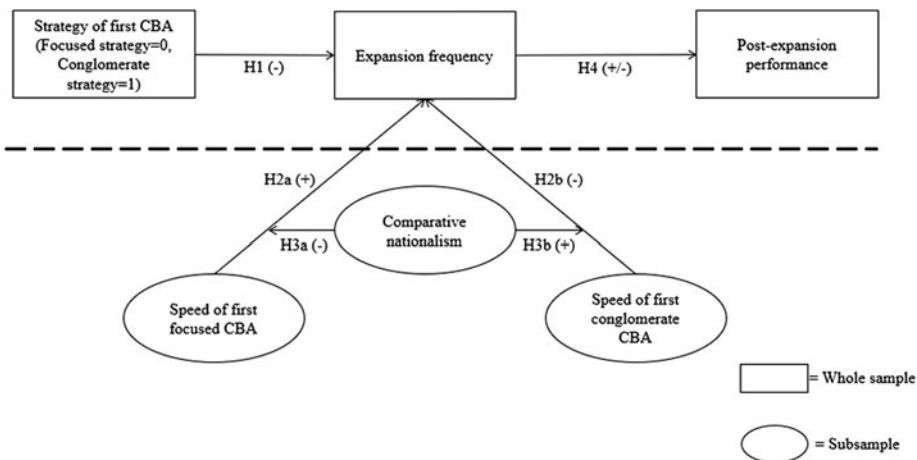 Strategy of first CBA
(Focused strategy=0,
Conglomerate
strategy=1)
H1 (-)
Expansion frequency
H4 (+/-)
Post-expansion
performance
H2a (+)
H2b (-)
Comparative
nationalism
H3a (-)
H3b (+)
Speed of first
focused CBA
Speed of first
conglomerate
CBA
= Whole sample
= Subsample